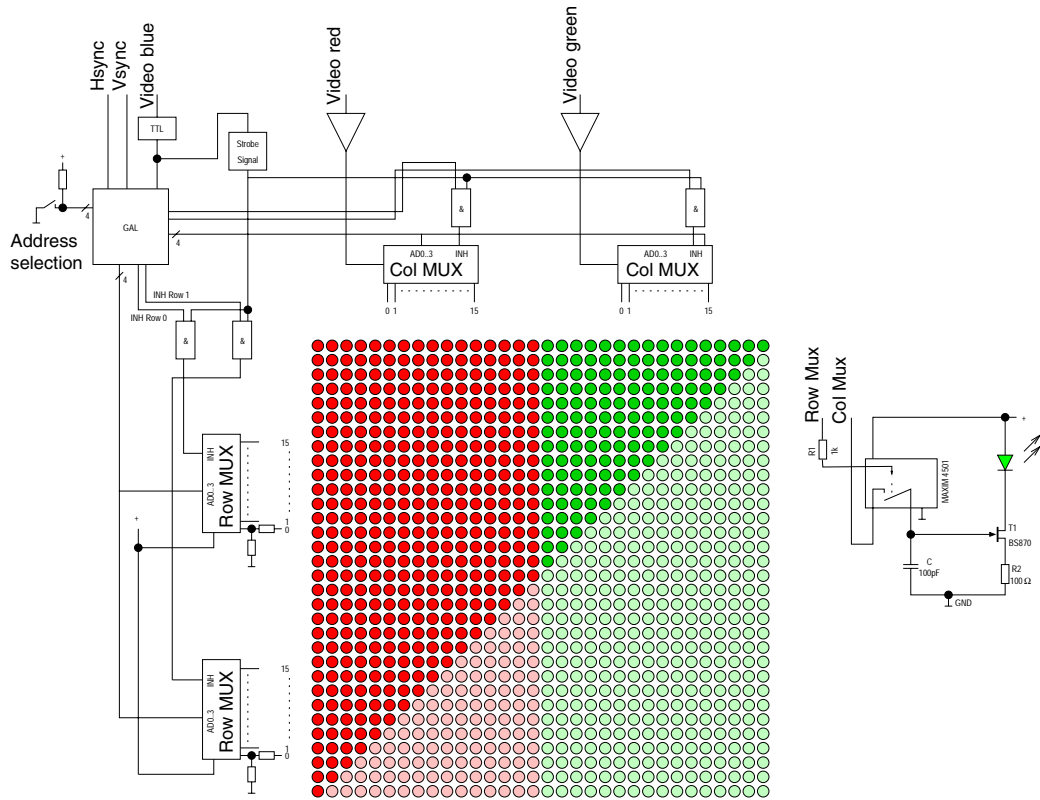 Hsync
Vsync
Video blue
Video red
Video green
TTL
Strobe
Signal
+
4
GAL
4
&
&
Address
selection
AD0..3 INH
Col MUX
AD0..3 INH
Col MUX
4
0 1 15
0 1 15
INH Row 1
INH Row 0
&
&
Row Mux
Col Mux
R1
1k
MAXIM 4501
+
T1
BS870
C
100pF
R2
100Ω
GND
INH
AD0..3
Row MUX
15
1
0
+
INH
AD0..3
Row MUX
15
1
0